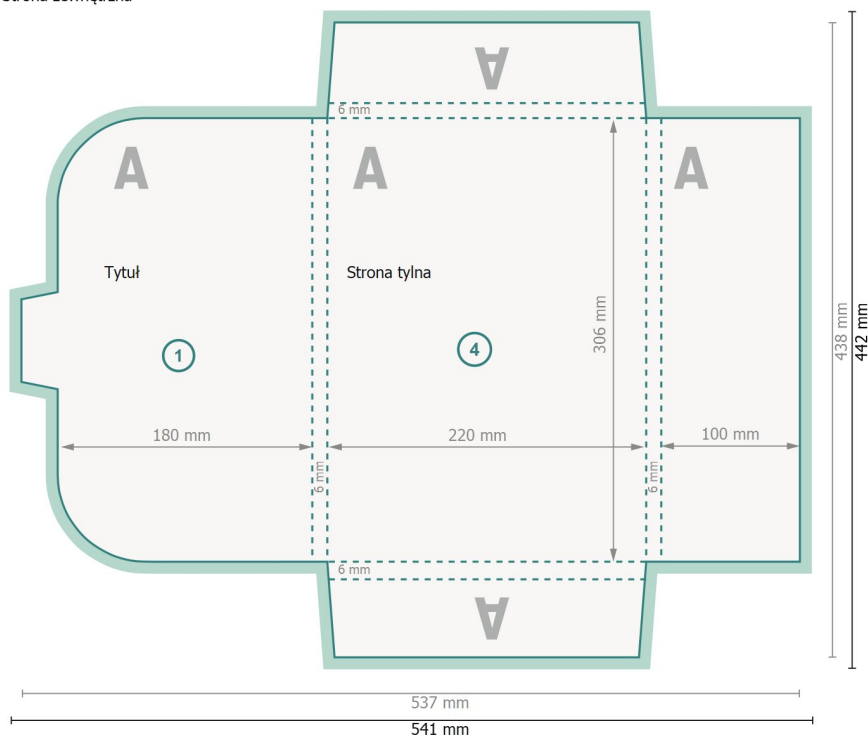 Strona zewnętrzna
A
6 mm
A
A
A
Tytuł
Strona tylna
1
4
306 mm
438 mm
442 mm
180 mm
220 mm
100 mm
6 mm
6 mm
6 mm
A
537 mm
541 mm